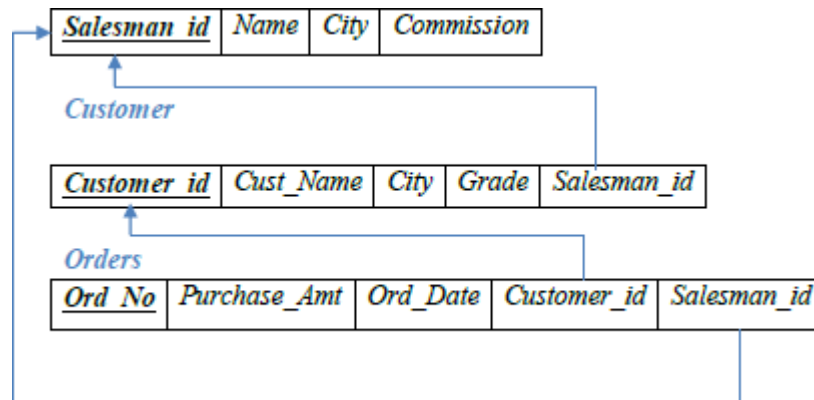 Salesman_id Name City Commission
Customer
Customer_id Cust_Name City Grade Salesman_id
Orders
Ord_No Purchase_Amt Ord_Date Customer_id Salesman_id